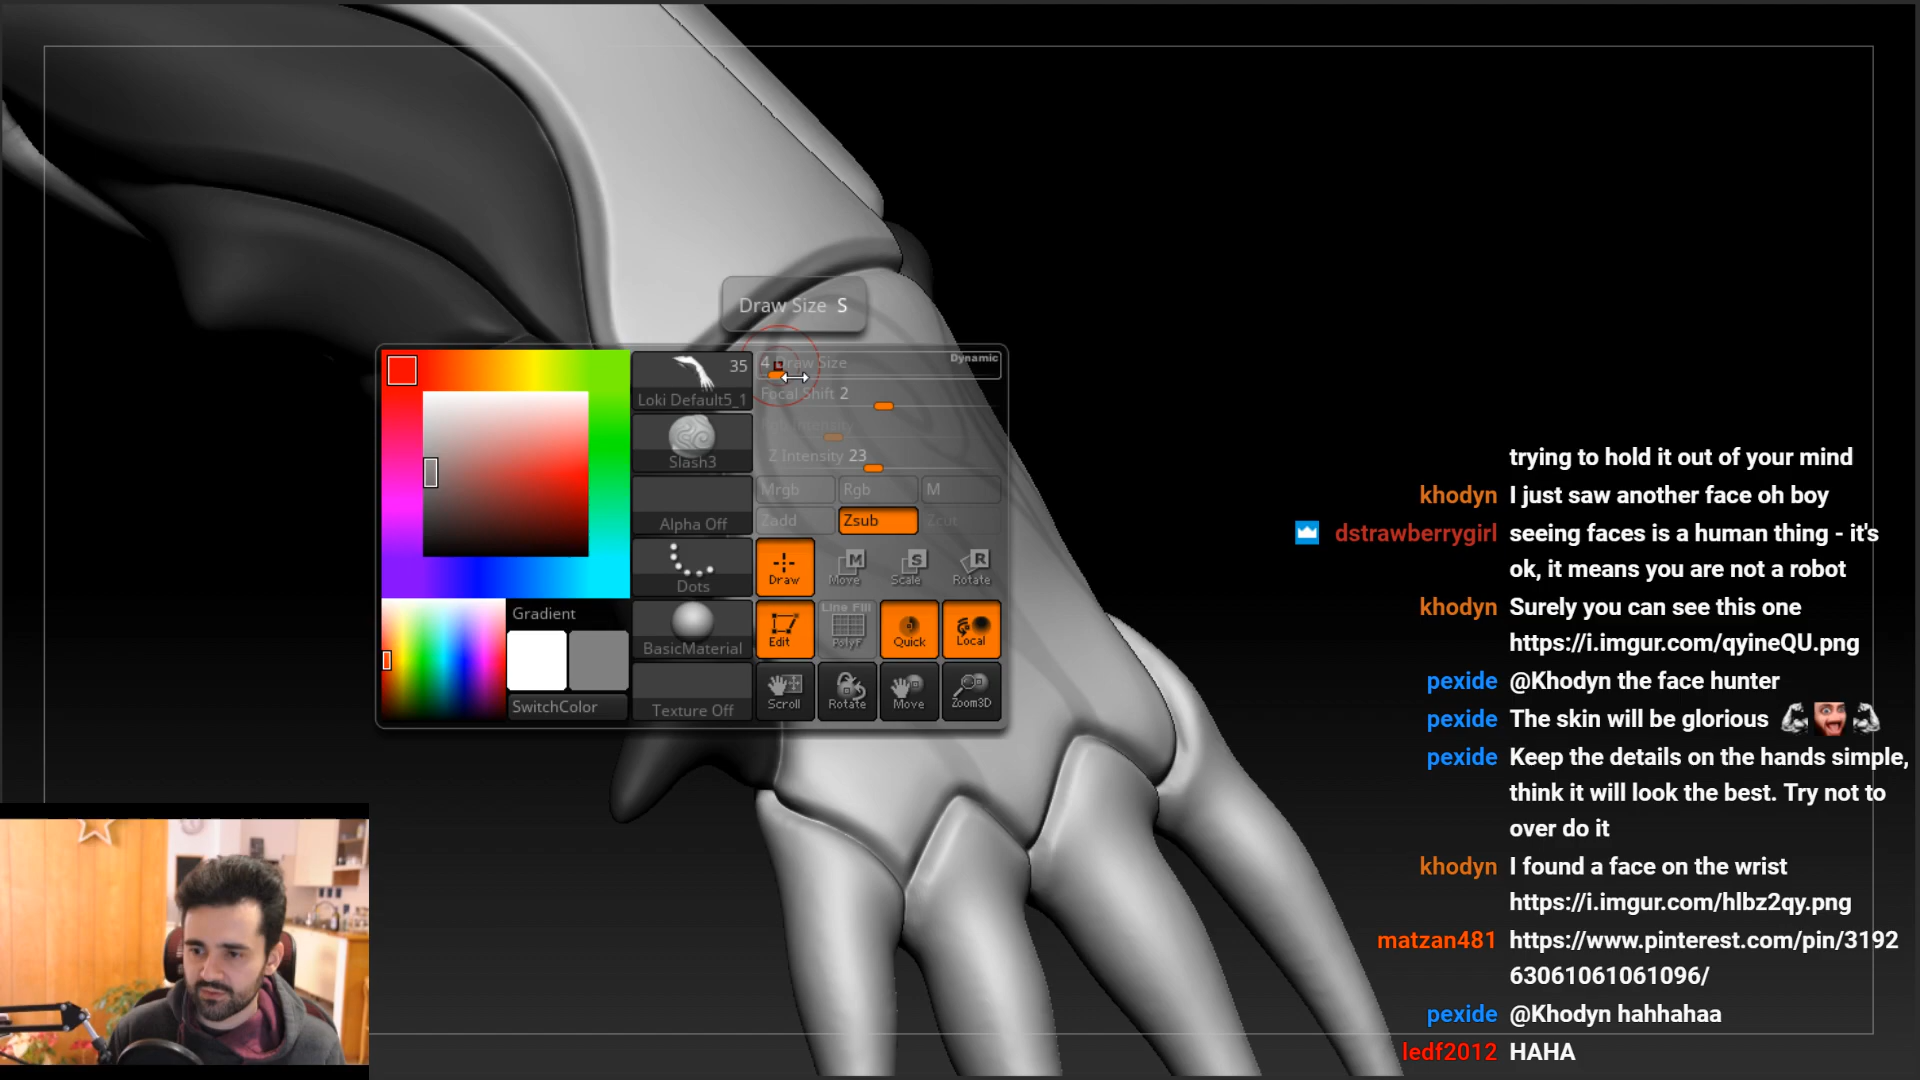 Draw Size S
35
Loki Default5_1
Slash3
Alpha Off
Dots
BasicMaterial
Texture Off
Gradient
SwitchColor
4 Draw Size
Dynamic
Focal Shift 2
Rgb Intensity
Z Intensity 23
Mrgb Rgb M
Zadd Zsub Zcut
Draw M Move S Scale R Rotate
Edit Line Fill PolyF Quick Local
Scroll Rotate Move Zoom3D
trying to hold it out of your mind
khodyn I just saw another face oh boy
dstrawberrygirl seeing faces is a human thing - it's
ok, it means you are not a robot
khodyn Surely you can see this one
https://i.imgur.com/qyineQU.png
pexide @Khodyn the face hunter
pexide The skin will be glorious
pexide Keep the details on the hands simple,
think it will look the best. Try not to
over do it
khodyn I found a face on the wrist
https://i.imgur.com/hlbz2qy.png
matzan481 https://www.pinterest.com/pin/3192
63061061061096/
pexide @Khodyn hahhahaa
ledf2012 HAHA